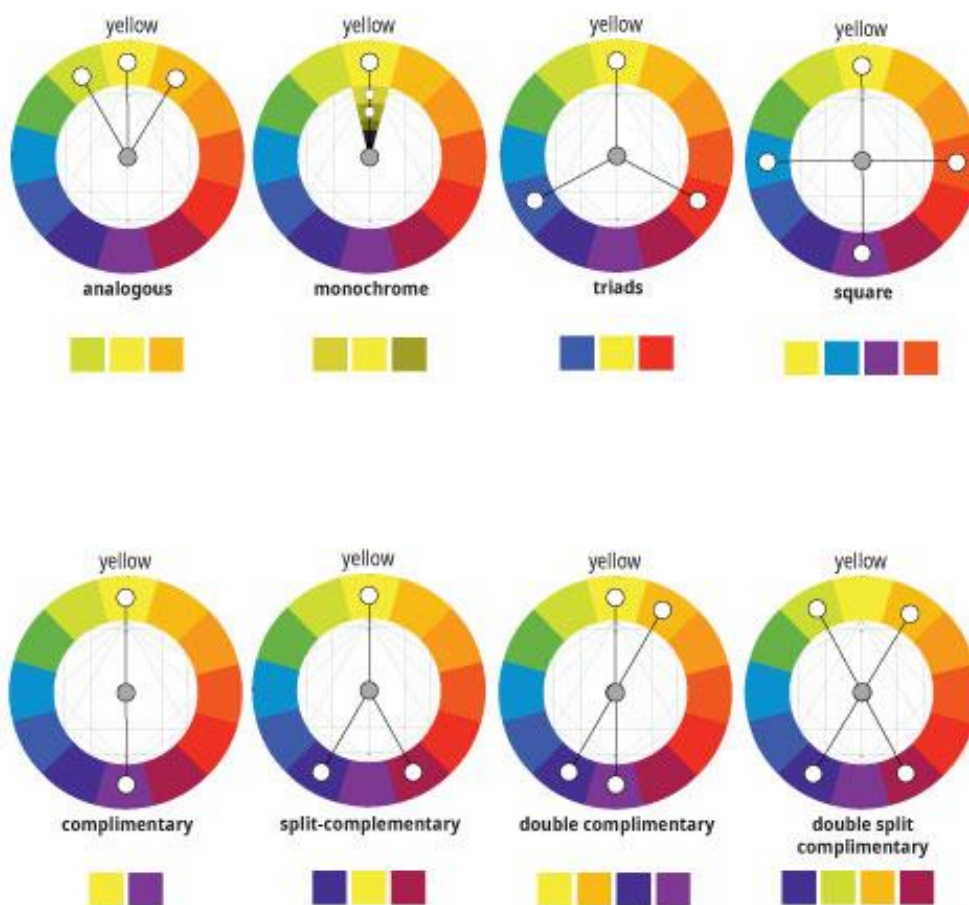 yellow
yellow
yellow
yellow
analogous
monochrome
triads
square
yellow
yellow
yellow
yellow
complimentary
split-complementary
double complimentary
double split
complimentary